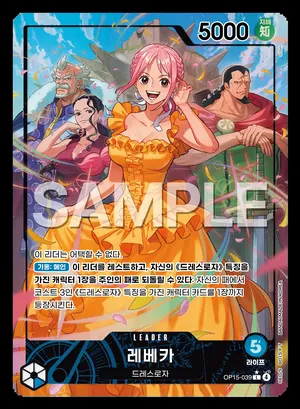 5000
지혜
知
SAMPLE
이 리더는 어택할 수 없다.
가동:메인 이 리더를 레스트하고, 자신의 《드레스로자》 특징을
가진 캐릭터 1장을 주인의 패로 되돌릴 수 있다: 자신의 패에서
코스트 3인 《드레스로자》 특징을 가진 캐릭터 카드를 1장까지
등장시킨다.
LEADER
레베카
드레스로자
5
라이프
OP15-039 L 4